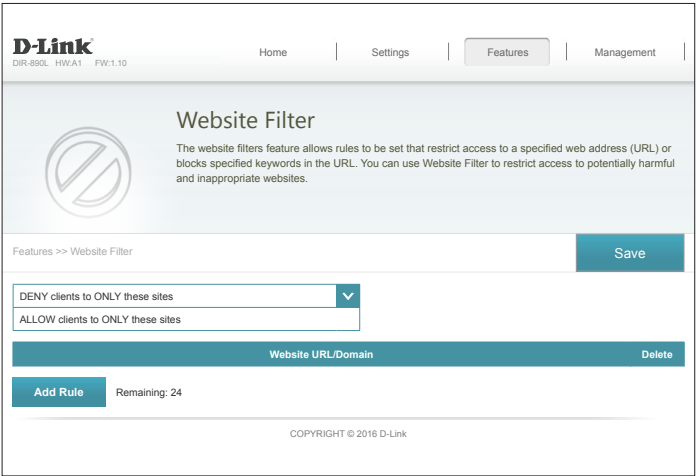 D-Link
DIR-890L HW:A1 FW:1.10
Home
Settings
Features
Management
Website Filter
The website filters feature allows rules to be set that restrict access to a specified web address (URL) or
blocks specified keywords in the URL. You can use Website Filter to restrict access to potentially harmful
and inappropriate websites.
Features >> Website Filter
Save
DENY clients to ONLY these sites
ALLOW clients to ONLY these sites
Website URL/Domain
Delete
Add Rule
Remaining: 24
COPYRIGHT © 2016 D-Link